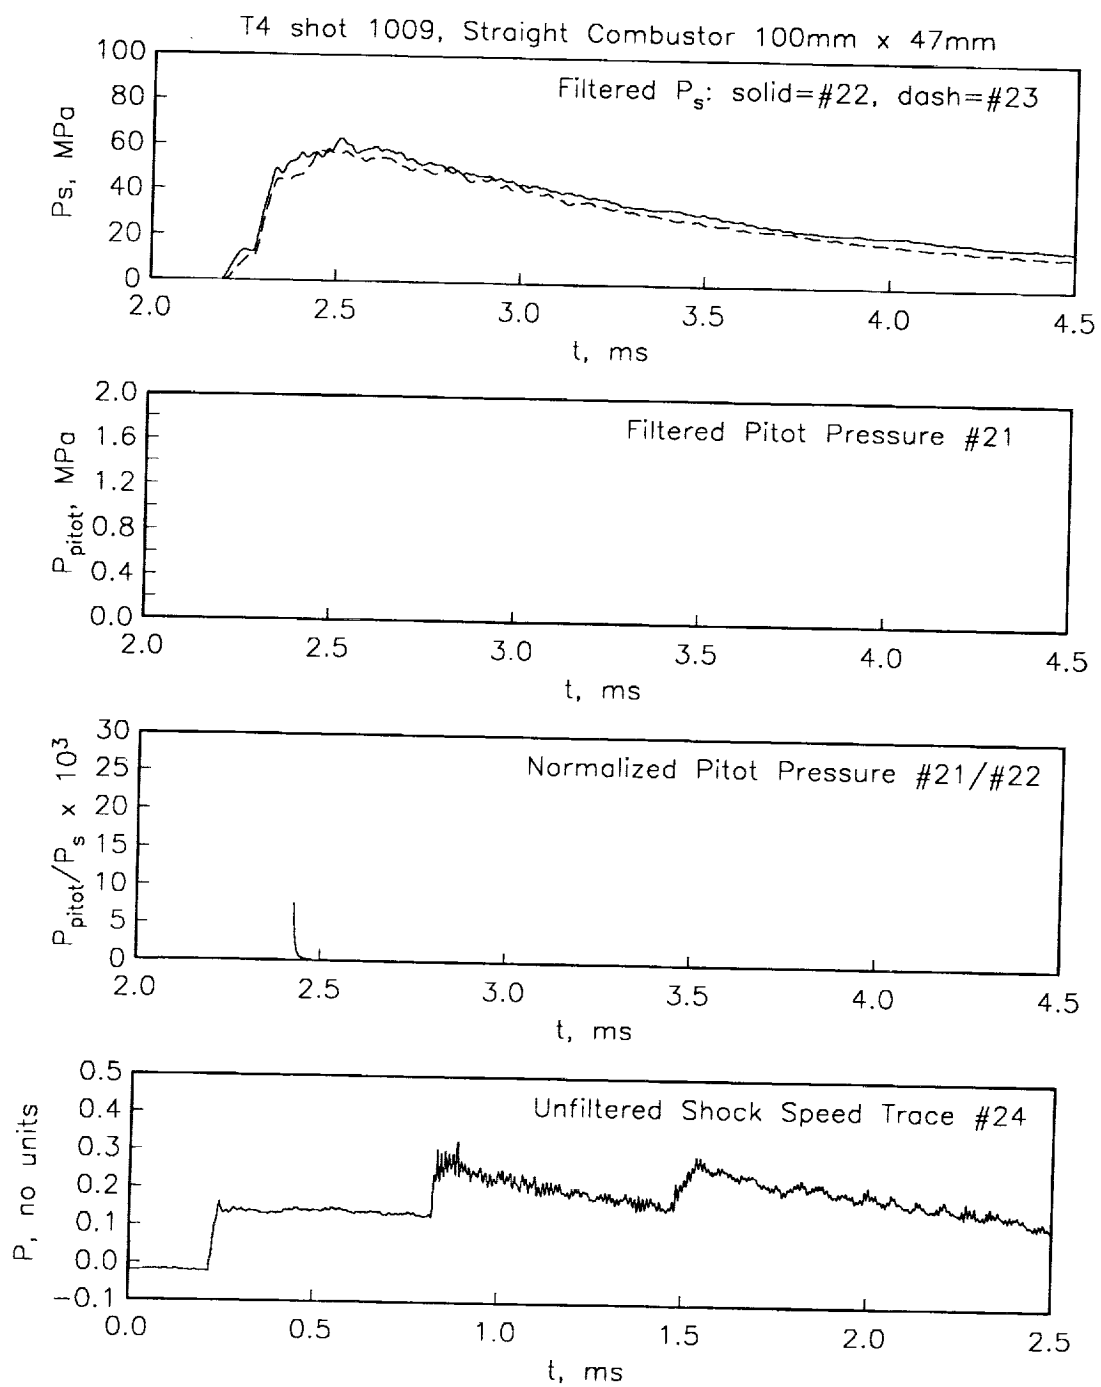 T4 shot 1009, Straight Combustor 100mm x 47mm
Filtered Ps: solid=#22, dash=#23
Ps, MPa
100
80
60
40
20
0
2.0 2.5 3.0 3.5 4.0 4.5
t, ms
Filtered Pitot Pressure #21
Ppitot, MPa
2.0
1.6
1.2
0.8
0.4
0.0
2.0 2.5 3.0 3.5 4.0 4.5
t, ms
Normalized Pitot Pressure #21/#22
Ppitot/Ps x 10³
30
25
20
15
10
5
0
2.0 2.5 3.0 3.5 4.0 4.5
t, ms
Unfiltered Shock Speed Trace #24
P, no units
0.5
0.4
0.3
0.2
0.1
0.0
−0.1
0.0 0.5 1.0 1.5 2.0 2.5
t, ms